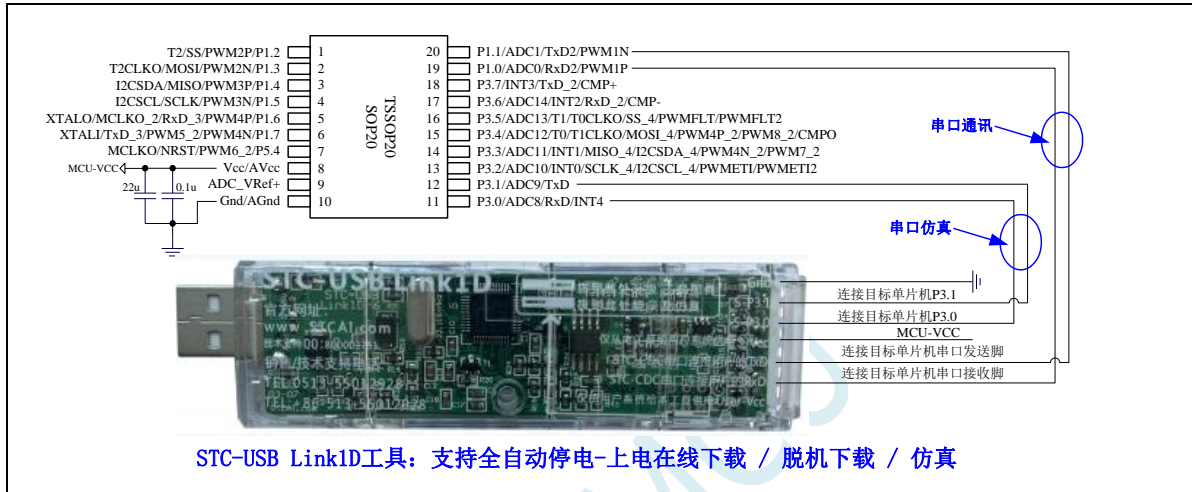 T2/SS/PWM2P/P1.2 1
T2CLKO/MOSI/PWM2N/P1.3 2
I2CSDA/MISO/PWM3P/P1.4 3
I2CSCL/SCLK/PWM3N/P1.5 4
XTALO/MCLKO_2/RxD_3/PWM4P/P1.6 5
XTALI/TxD_3/PWM5_2/PWM4N/P1.7 6
MCLKO/NRST/PWM6_2/P5.4 7
MCU-VCC Vcc/AVcc 8
22u 0.1u ADC_VRef+ 9
Gnd/AGnd 10
TSSOP20
SOP20
20 P1.1/ADC1/TxD2/PWM1N
19 P1.0/ADC0/RxD2/PWM1P
18 P3.7/INT3/TxD_2/CMP+
17 P3.6/ADC14/INT2/RxD_2/CMP-
16 P3.5/ADC13/T1/T0CLKO/SS_4/PWMFLT/PWMFLT2
15 P3.4/ADC12/T0/T1CLKO/MOSI_4/PWM4P_2/PWM8_2/CMPO
14 P3.3/ADC11/INT1/MISO_4/I2CSDA_4/PWM4N_2/PWM7_2
13 P3.2/ADC10/INT0/SCLK_4/I2CSCL_4/PWMETI/PWMETI2
12 P3.1/ADC9/TxD
11 P3.0/ADC8/RxD/INT4
串口通讯
串口仿真
STC-USB Link1D
官方网址:
www.STCAI.com
Gnd
S-P3.1
连接目标单片机P3.1
连接目标单片机P3.0
MCU-VCC
连接目标单片机串口发送脚
连接目标单片机串口接收脚
STC-USB Link1D工具: 支持全自动停电-上电在线下载 / 脱机下载 / 仿真